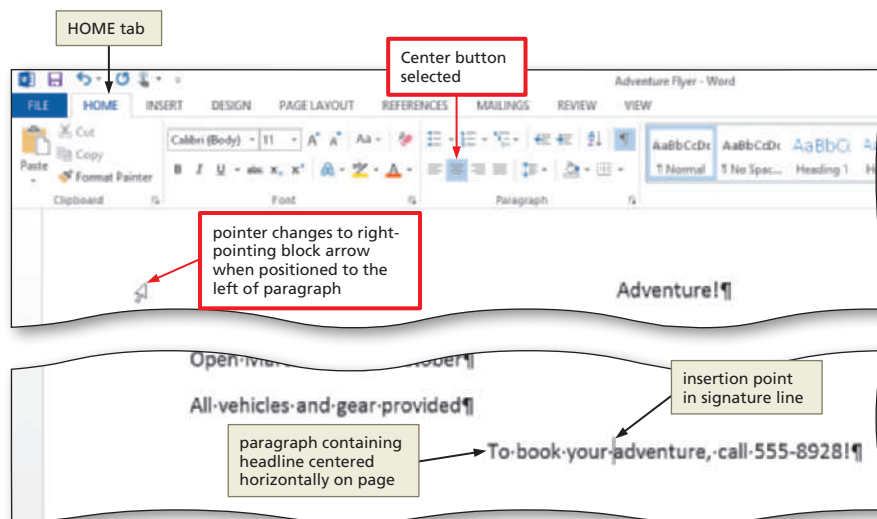 HOME tab
Center button
selected
Adventure Flyer - Word
FILE HOME INSERT DESIGN PAGE LAYOUT REFERENCES MAILINGS REVIEW VIEW
Cut
Copy
Format Painter
Paste
Calibri (Body) 11
AaBbCcDc AaBbCcDc AaBbCc
¶ Normal ¶ No Spac... Heading 1
Clipboard Font Paragraph
pointer changes to right-
pointing block arrow
when positioned to the
left of paragraph
Adventure!¶
All·vehicles·and·gear·provided¶
insertion point
in signature line
paragraph containing
headline centered
horizontally on page
To·book·your·adventure,·call·555-8928!¶